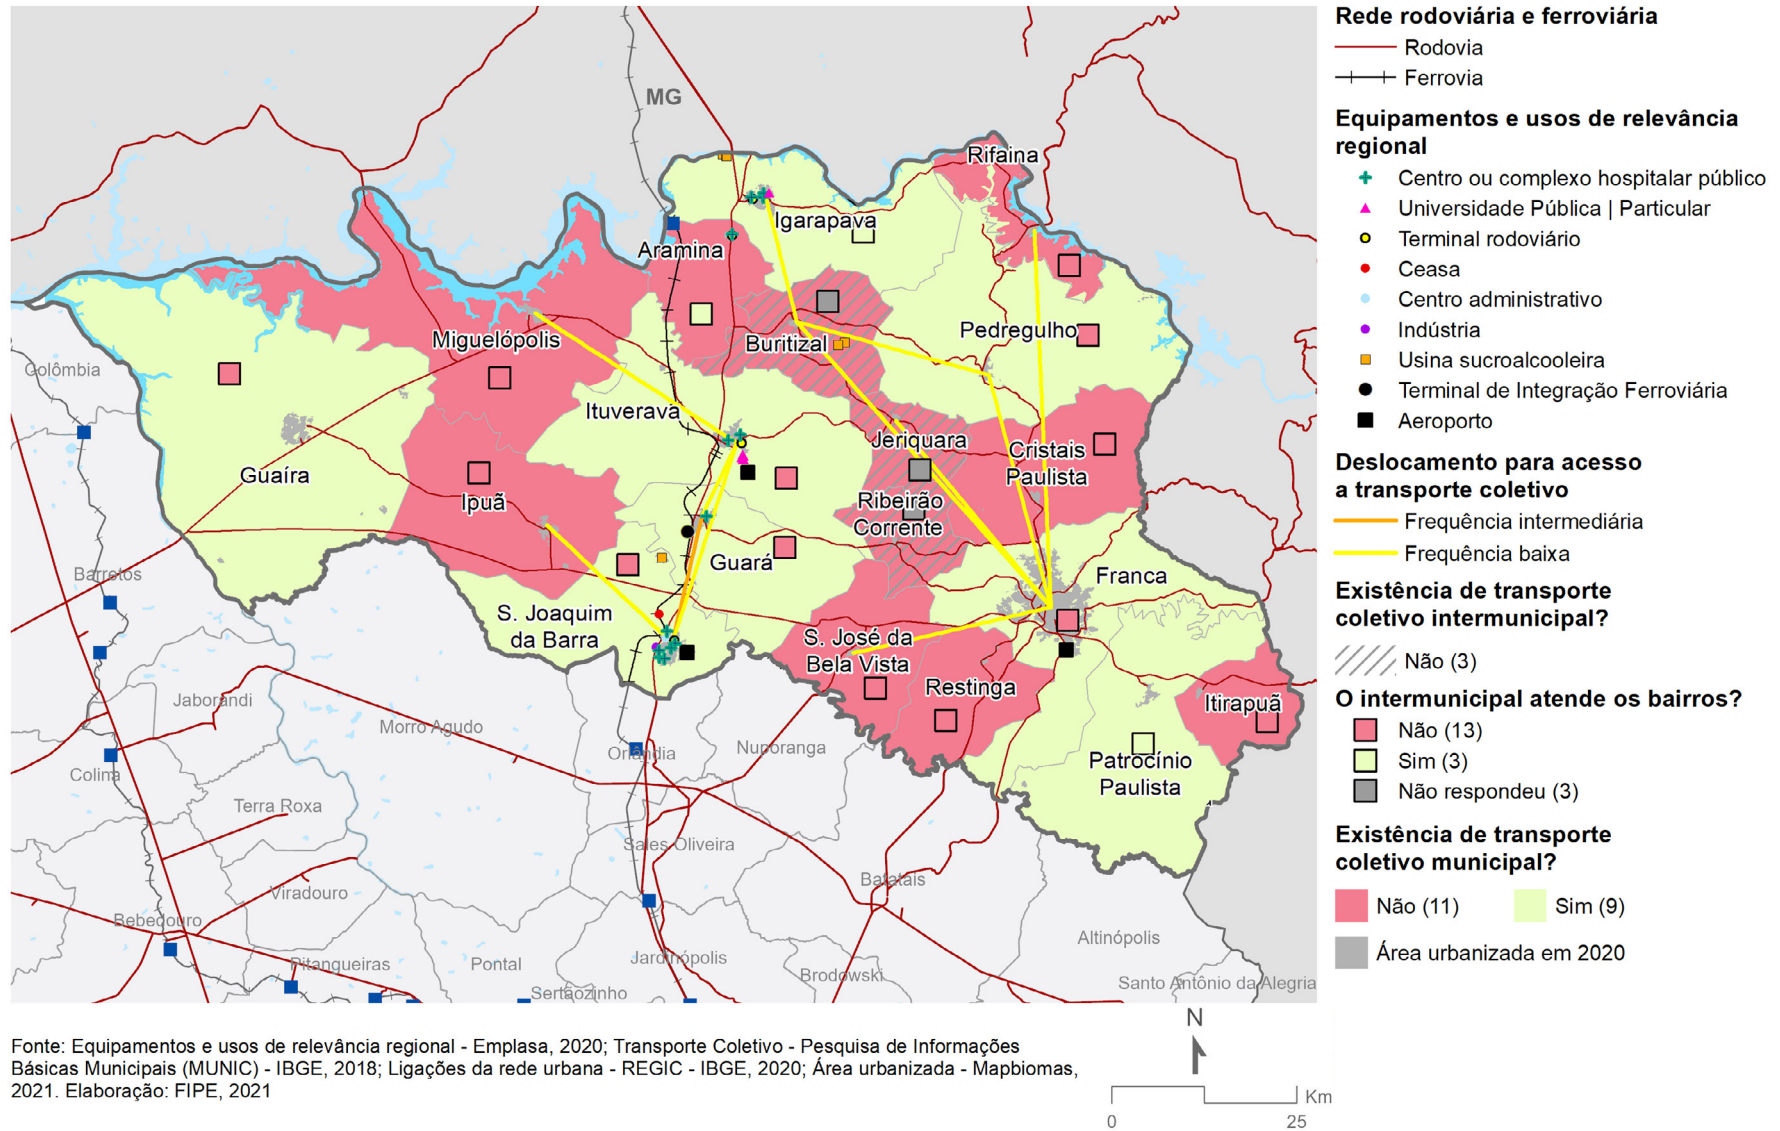 MG
Rifaina
Igarapava
Aramina
Miguelópolis
Buritizal
Pedregulho
Colômbia
Ituverava
Jeriquara
Cristais
Paulista
Guaíra
Ipuã
Ribeirão
Corrente
Guará
Franca
Barretos
S. Joaquim
da Barra
S. José da
Bela Vista
Restinga
Itirapuã
Jaborandi
Morro Agudo
Orlândia
Nuporanga
Patrocínio
Paulista
Colina
Terra Roxa
Sales Oliveira
Viradouro
Batatais
Bebedouro
Altinópolis
Pitangueiras
Pontal
Jardinópolis
Brodowski
Sertãozinho
Santo Antônio da Alegria
Rede rodoviária e ferroviária
Rodovia
Ferrovia
Equipamentos e usos de relevância
regional
Centro ou complexo hospitalar público
Universidade Pública | Particular
Terminal rodoviário
Ceasa
Centro administrativo
Indústria
Usina sucroalcooleira
Terminal de Integração Ferroviária
Aeroporto
Deslocamento para acesso
a transporte coletivo
Frequência intermediária
Frequência baixa
Existência de transporte
coletivo intermunicipal?
Não (3)
O intermunicipal atende os bairros?
Não (13)
Sim (3)
Não respondeu (3)
Existência de transporte
coletivo municipal?
Não (11) Sim (9)
Área urbanizada em 2020
N
Km
0 25
Fonte: Equipamentos e usos de relevância regional - Emplasa, 2020; Transporte Coletivo - Pesquisa de Informações
Básicas Municipais (MUNIC) - IBGE, 2018; Ligações da rede urbana - REGIC - IBGE, 2020; Área urbanizada - Mapbiomas,
2021. Elaboração: FIPE, 2021